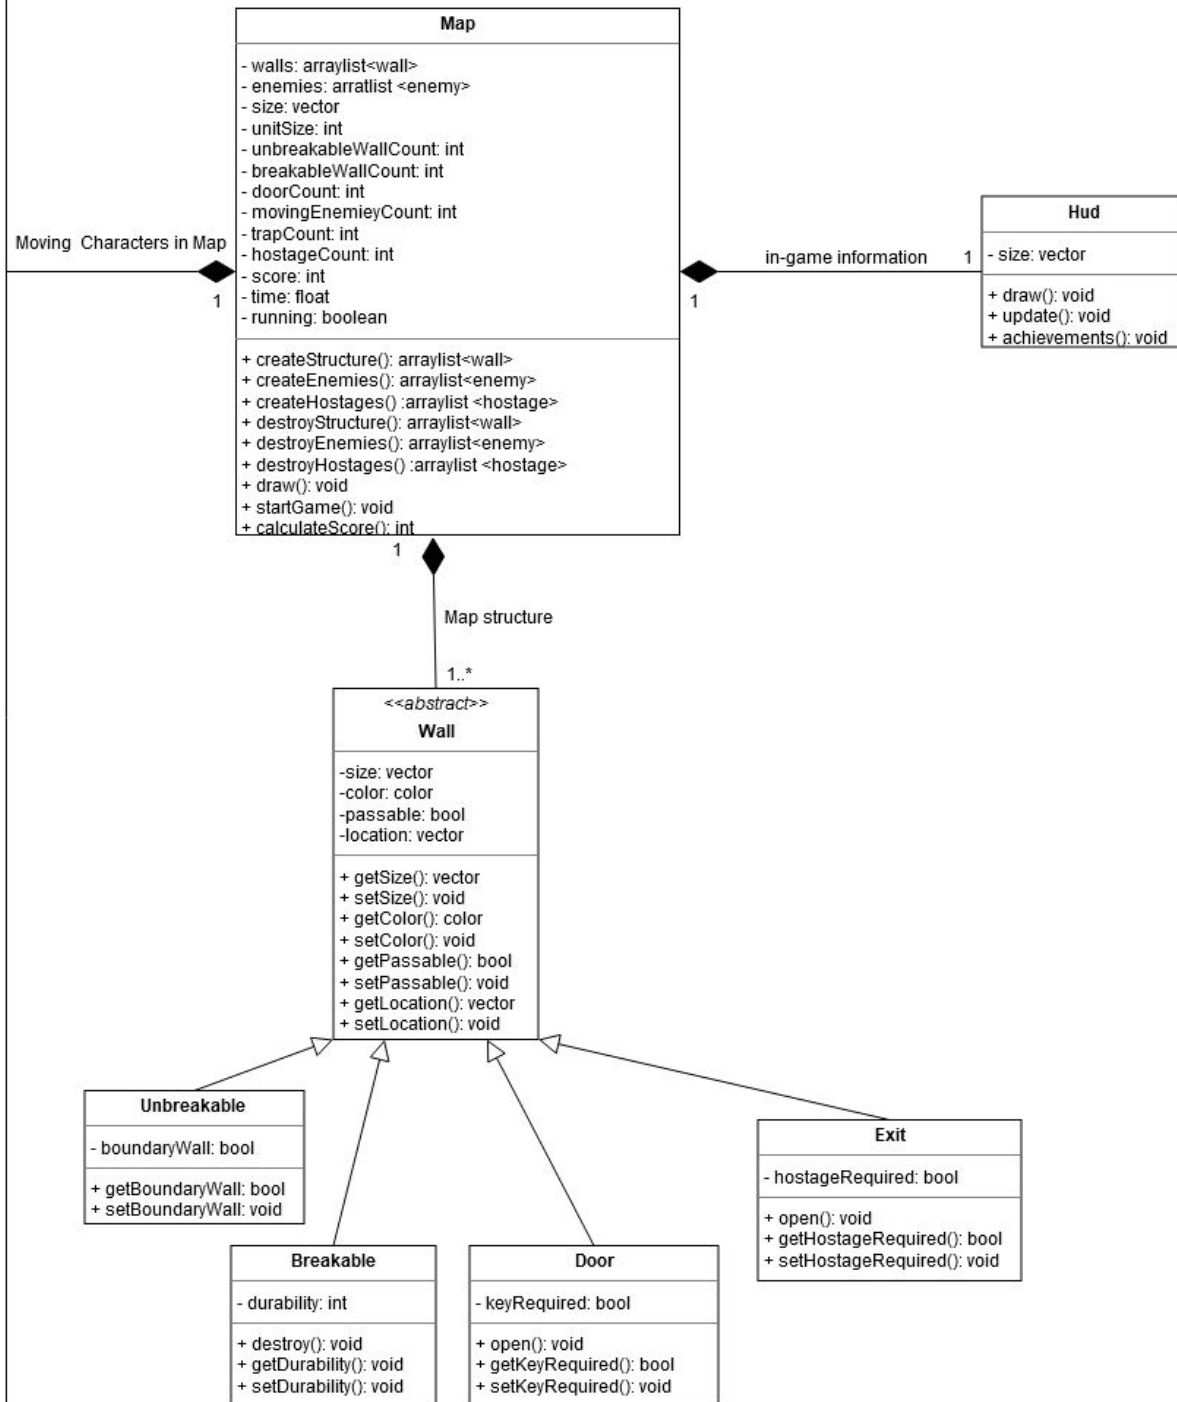 Map
- walls: arraylist<wall>
- enemies: arratlist <enemy>
- size: vector
- unitSize: int
- unbreakableWallCount: int
- breakableWallCount: int
- doorCount: int
- movingEnemieyCount: int
- trapCount: int
- hostageCount: int
- score: int
- time: float
- running: boolean
+ createStructure(): arraylist<wall>
+ createEnemies(): arraylist<enemy>
+ createHostages() :arraylist <hostage>
+ destroyStructure(): arraylist<wall>
+ destroyEnemies(): arraylist<enemy>
+ destroyHostages() :arraylist <hostage>
+ draw(): void
+ startGame(): void
+ calculateScore(): int
Moving Characters in Map
1
in-game information
1
1
Hud
- size: vector
+ draw(): void
+ update(): void
+ achievements(): void
1
Map structure
1..*
<<abstract>>
Wall
-size: vector
-color: color
-passable: bool
-location: vector
+ getSize(): vector
+ setSize(): void
+ getColor(): color
+ setColor(): void
+ getPassable(): bool
+ setPassable(): void
+ getLocation(): vector
+ setLocation(): void
Unbreakable
- boundaryWall: bool
+ getBoundaryWall: bool
+ setBoundaryWall: void
Breakable
- durability: int
+ destroy(): void
+ getDurability(): void
+ setDurability(): void
Door
- keyRequired: bool
+ open(): void
+ getKeyRequired(): bool
+ setKeyRequired(): void
Exit
- hostageRequired: bool
+ open(): void
+ getHostageRequired(): bool
+ setHostageRequired(): void